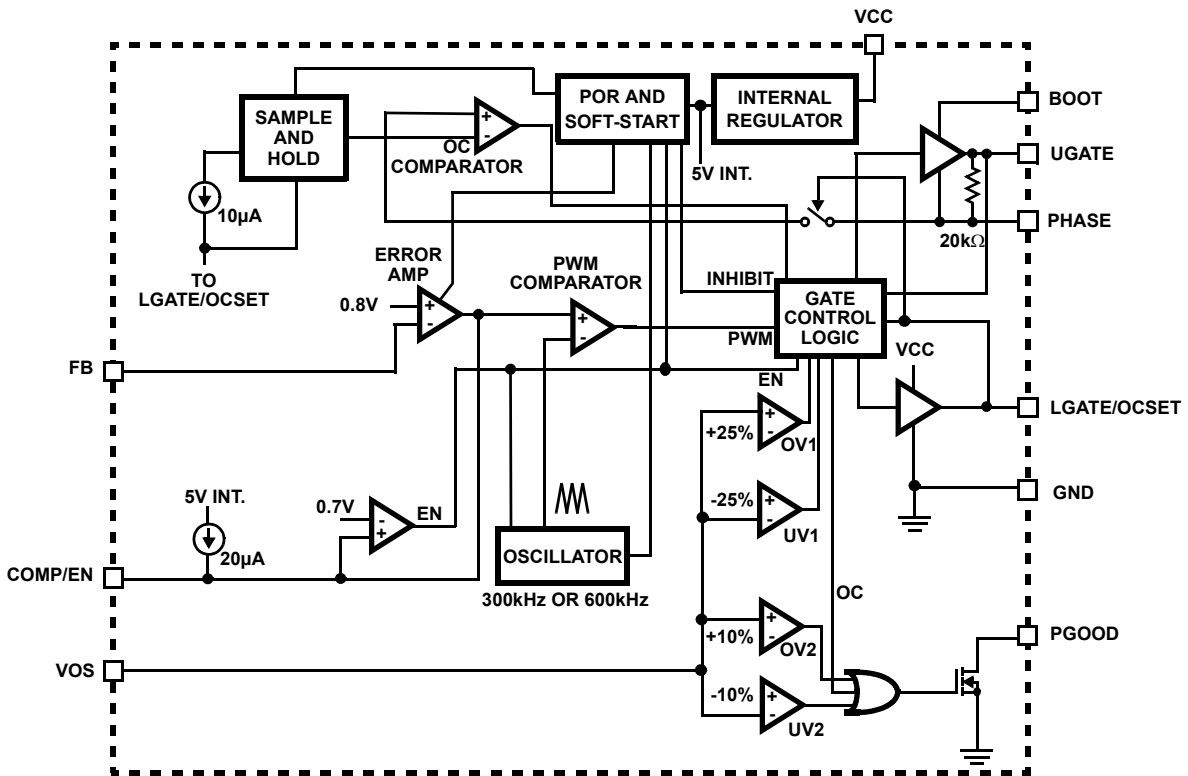 VCC
SAMPLE
AND
HOLD
+
-
OC
COMPARATOR
POR AND
SOFT-START
INTERNAL
REGULATOR
BOOT
5V INT.
UGATE
10µA
TO
LGATE/OCSET
20kΩ
PHASE
ERROR
AMP
0.8V
+
-
PWM
COMPARATOR
+
-
INHIBIT
GATE
CONTROL
LOGIC
PWM
FB
VCC
EN
LGATE/OCSET
+
-
+25%
OV1
5V INT.
20µA
0.7V
-
+
EN
-25%
+
-
UV1
GND
OSCILLATOR
300kHz OR 600kHz
COMP/EN
OC
+
-
+10%
OV2
PGOOD
VOS
-10%
+
-
UV2